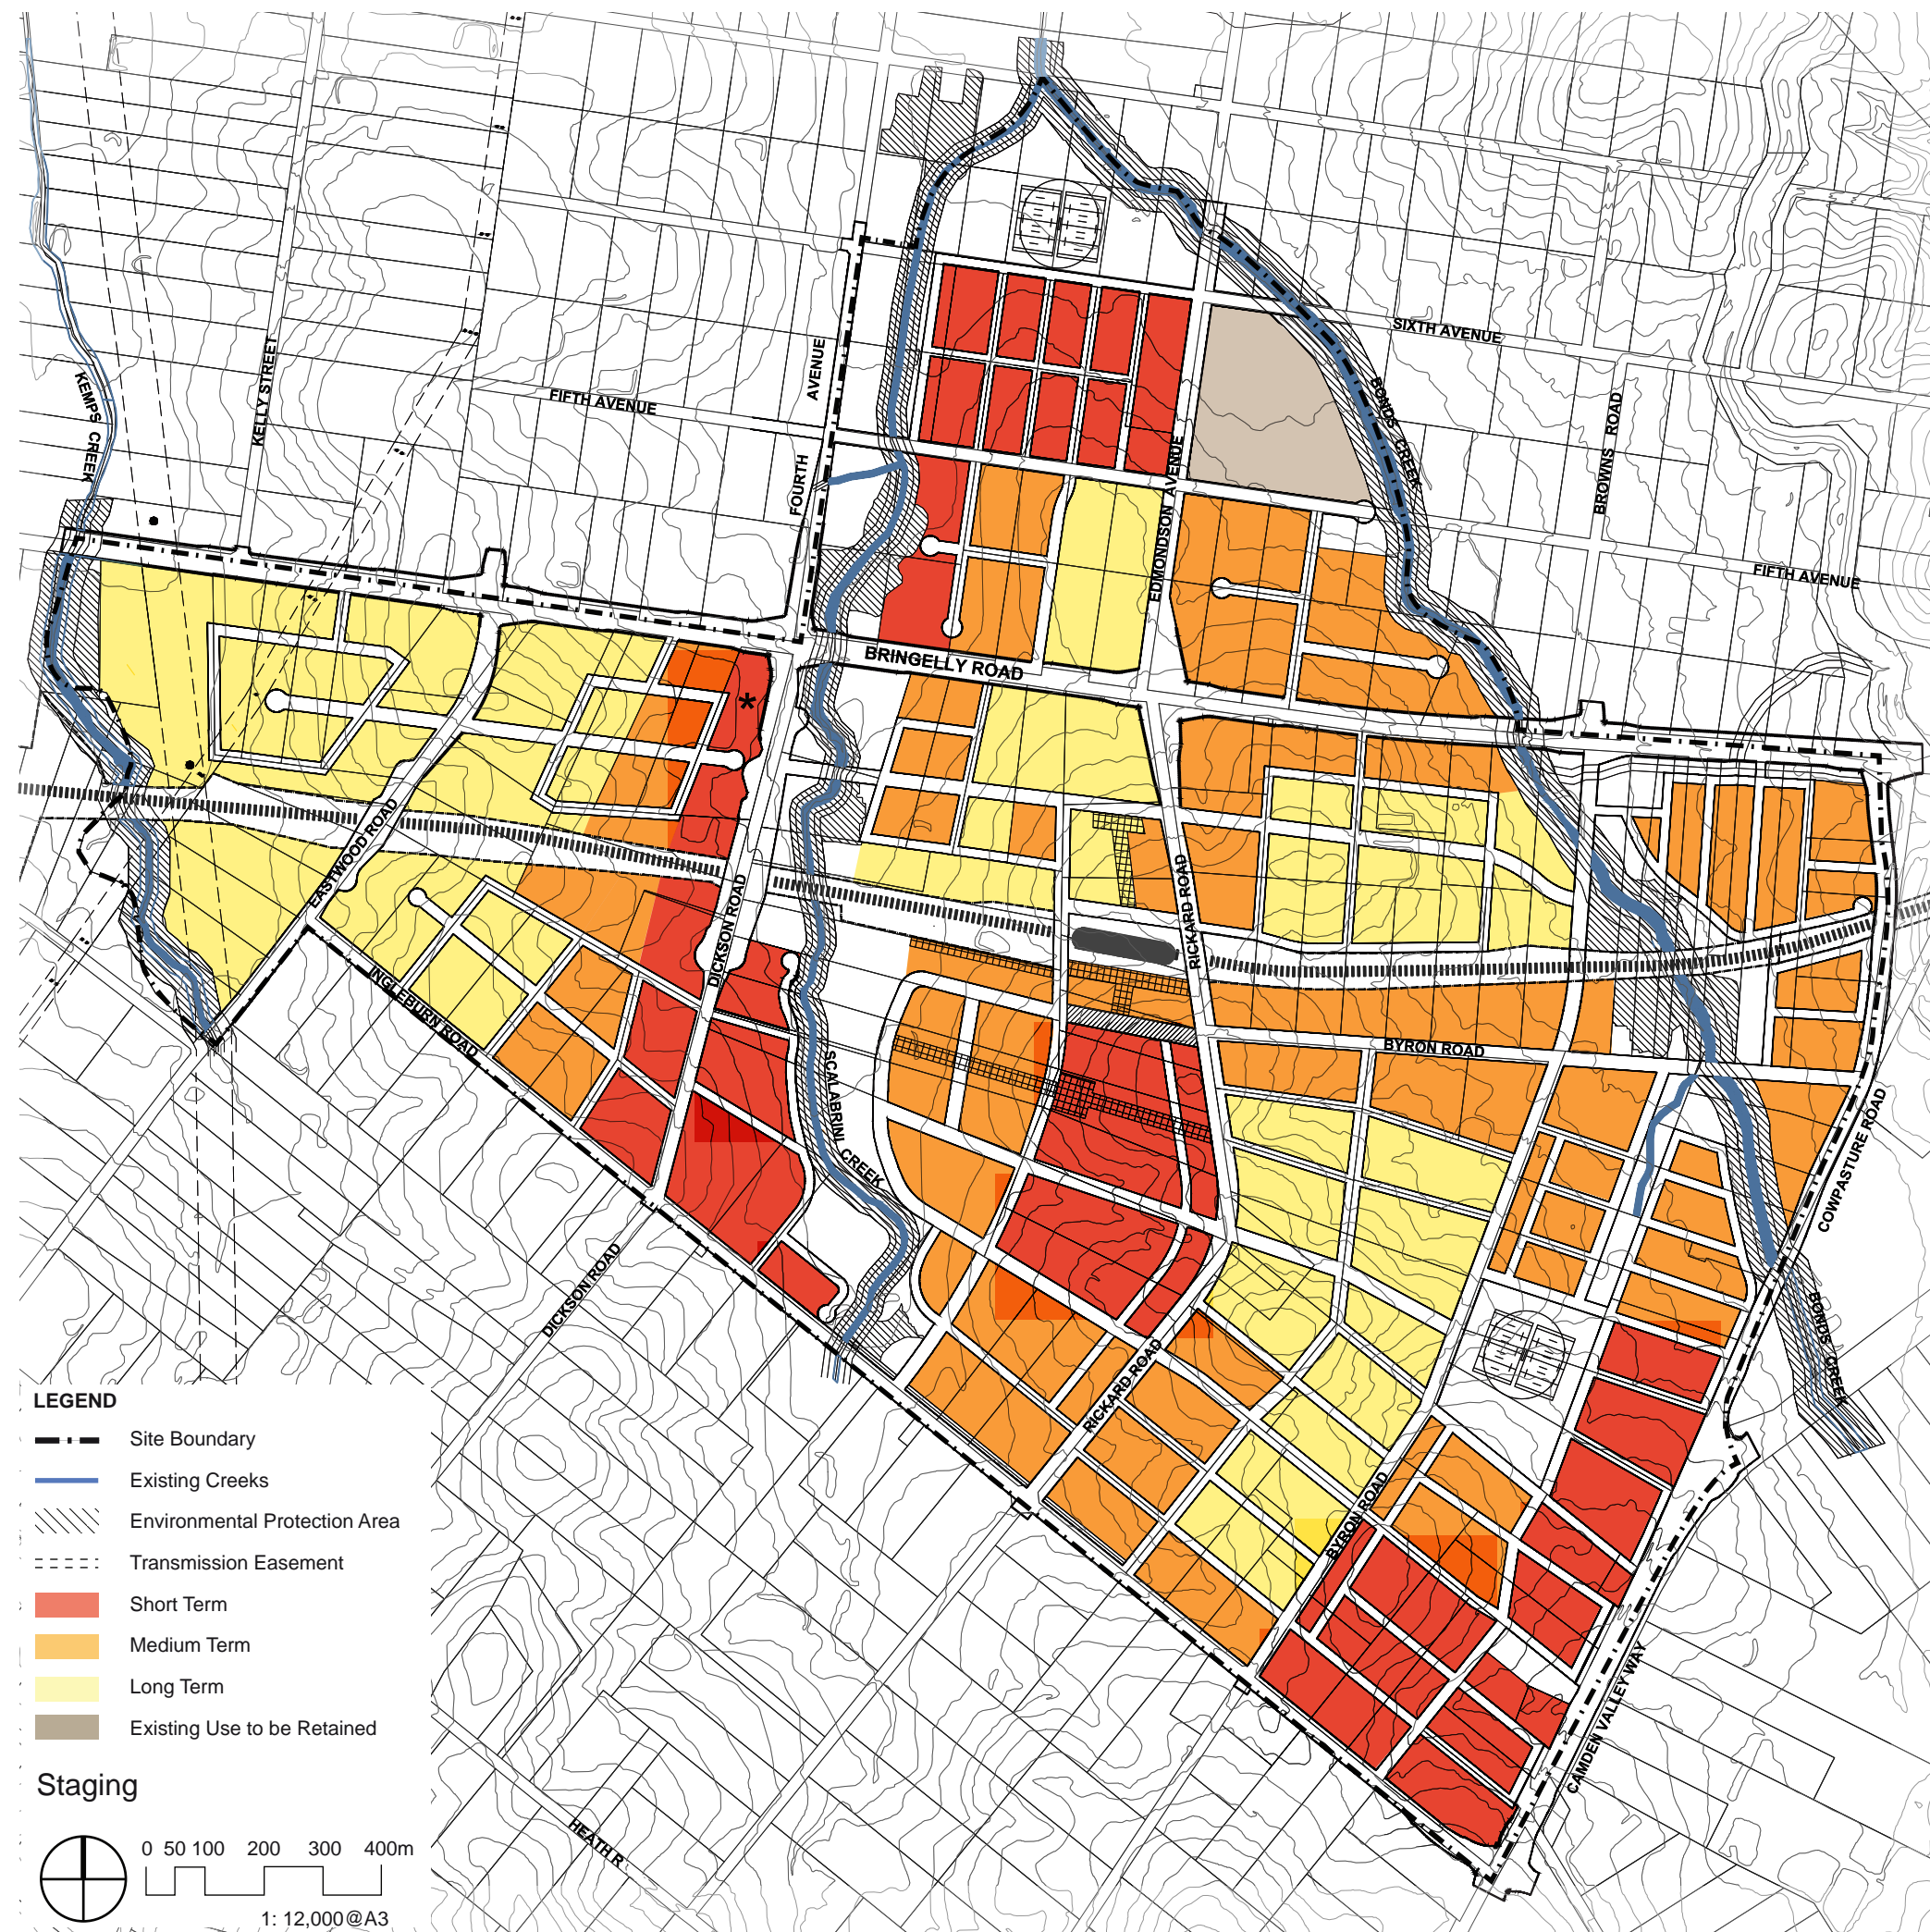 SIXTH AVENUE
KEMPS CREEK
KELLY STREET
FIFTH AVENUE
AVENUE
FOURTH
EDMONDSON AVENUE
BONDS CREEK
BROWNS ROAD
FIFTH AVENUE
BRINGELLY ROAD
*
EASTWOOD ROAD
DICKSON ROAD
RICKARD ROAD
INGLEBURN ROAD
BYRON ROAD
SCALABRINI CREEK
COWPASTURE ROAD
DICKSON ROAD
BONDS CREEK
RICKARD ROAD
BYRON ROAD
CAMDEN VALLEY WAY
HEATH R
LEGEND
Site Boundary
Existing Creeks
Environmental Protection Area
Transmission Easement
Short Term
Medium Term
Long Term
Existing Use to be Retained
Staging
0 50 100 200 300 400m
1: 12,000@A3